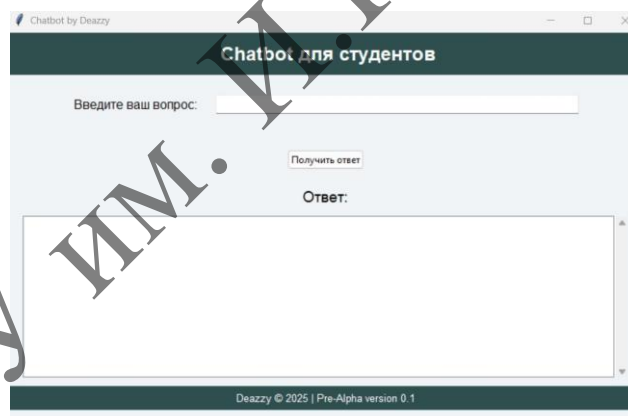 Chatbot by Deazzy
Chatbot для студентов
Введите ваш вопрос:
Получить ответ
Ответ:
им. И.
Deazzy © 2025 | Pre-Alpha version 0.1